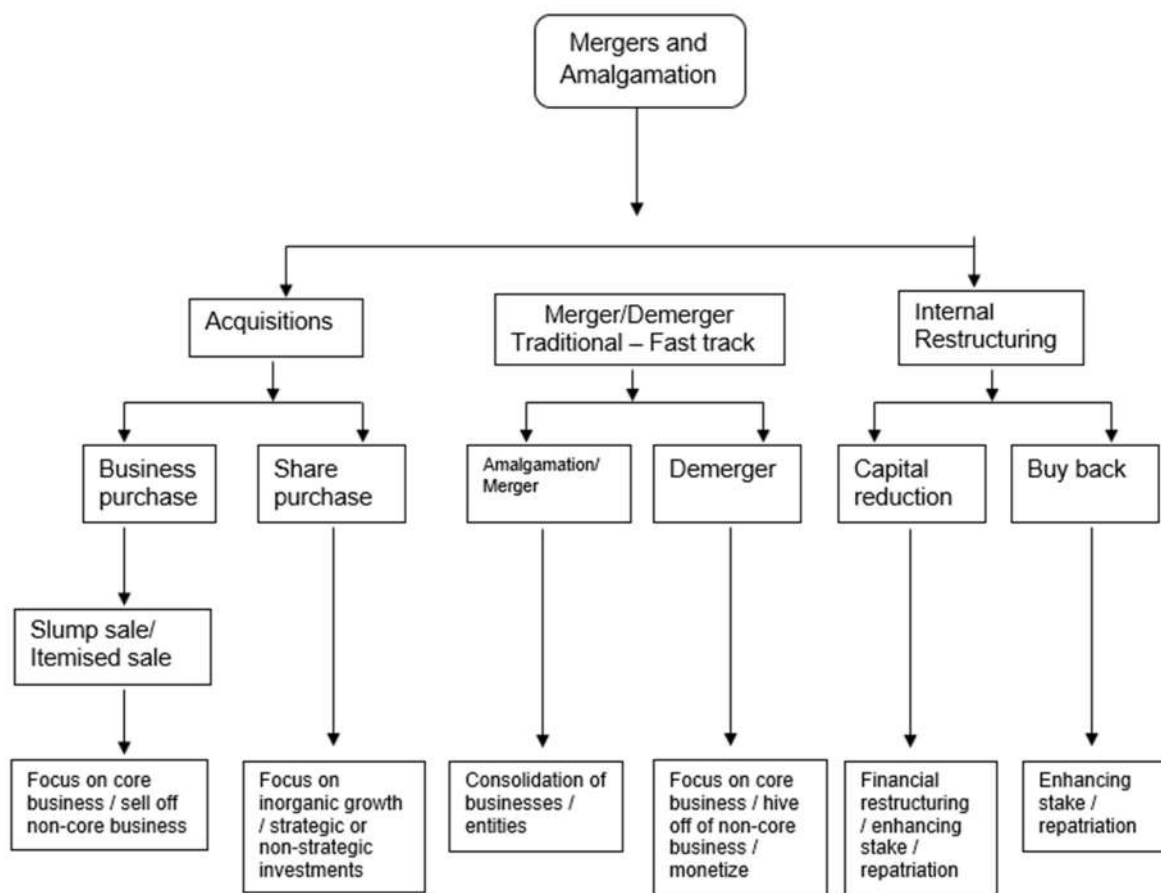 Mergers and
Amalgamation
Acquisitions
Merger/Demerger
Traditional – Fast track
Internal
Restructuring
Business
purchase
Share
purchase
Amalgamation/
Merger
Demerger
Capital
reduction
Buy back
Slump sale/
Itemised sale
Focus on core
business / sell off
non-core business
Focus on
inorganic growth
/ strategic or
non-strategic
investments
Consolidation of
businesses /
entities
Focus on core
business / hive
off of non-core
business /
monetize
Financial
restructuring
/ enhancing
stake /
repatriation
Enhancing
stake /
repatriation